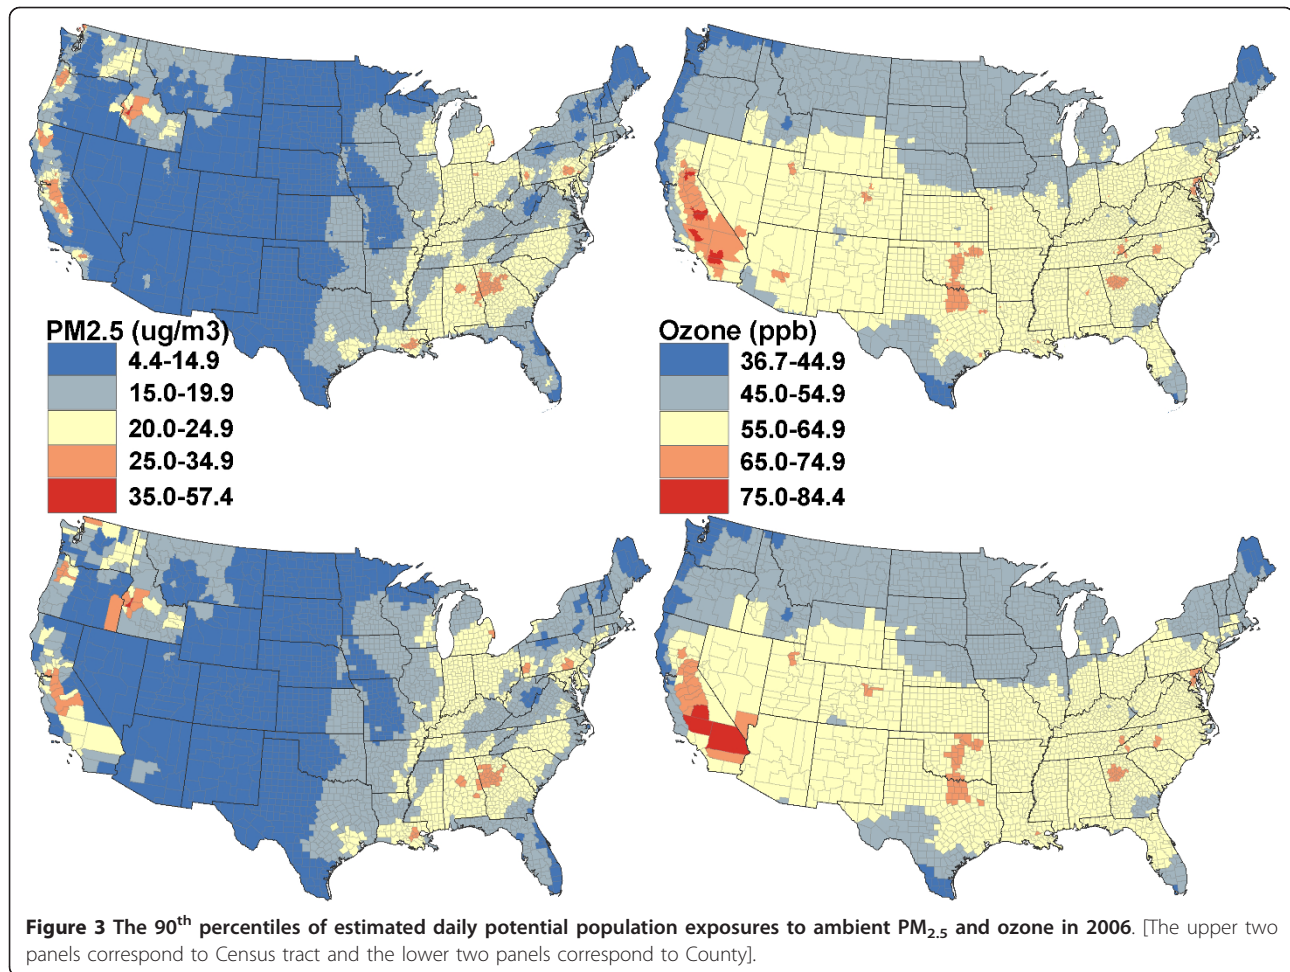 PM2.5 (ug/m3)
4.4-14.9
15.0-19.9
20.0-24.9
25.0-34.9
35.0-57.4
Ozone (ppb)
36.7-44.9
45.0-54.9
55.0-64.9
65.0-74.9
75.0-84.4
Figure 3 The 90th percentiles of estimated daily potential population exposures to ambient PM2.5 and ozone in 2006. [The upper two
panels correspond to Census tract and the lower two panels correspond to County].